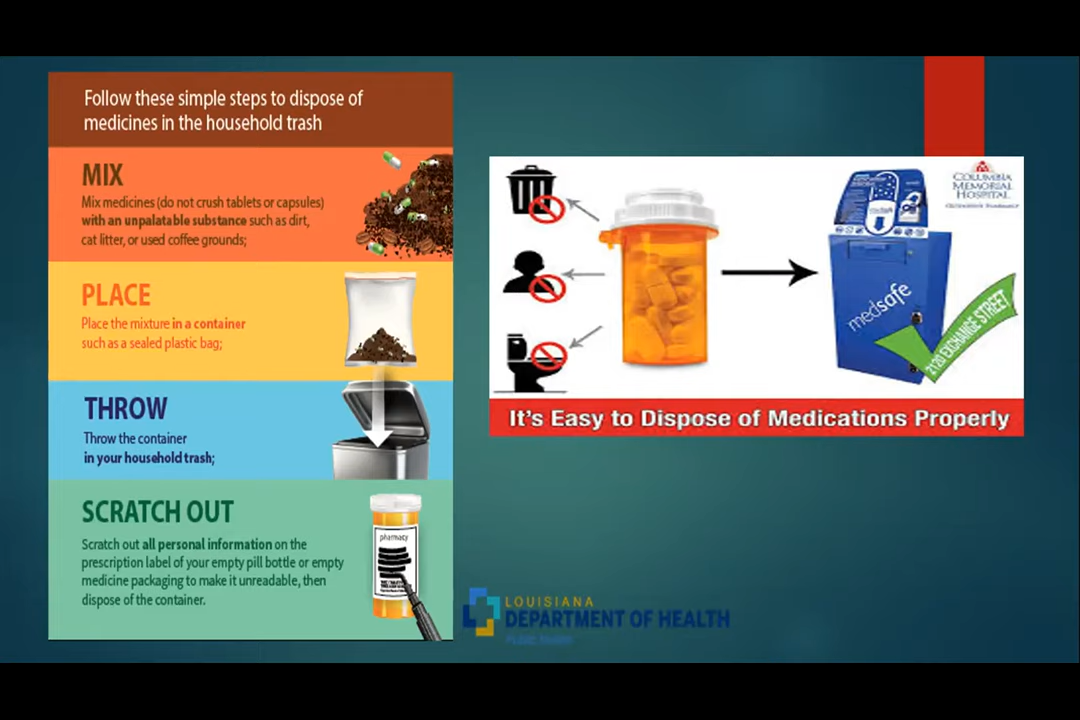 Follow these simple steps to dispose of
medicines in the household trash
MIX
Mix medicines (do not crush tablets or capsules)
with an unpalatable substance such as dirt,
cat litter, or used coffee grounds;
PLACE
Place the mixture in a container
such as a sealed plastic bag;
THROW
Throw the container
in your household trash;
SCRATCH OUT
Scratch out all personal information on the
prescription label of your empty pill bottle or empty
medicine packaging to make it unreadable, then
dispose of the container.
pharmacy
COLUMBIA
MEMORIAL
HOSPITAL
medsafe
2120 EXCHANGE STREET
It's Easy to Dispose of Medications Properly
LOUISIANA
DEPARTMENT OF HEALTH
Public Health